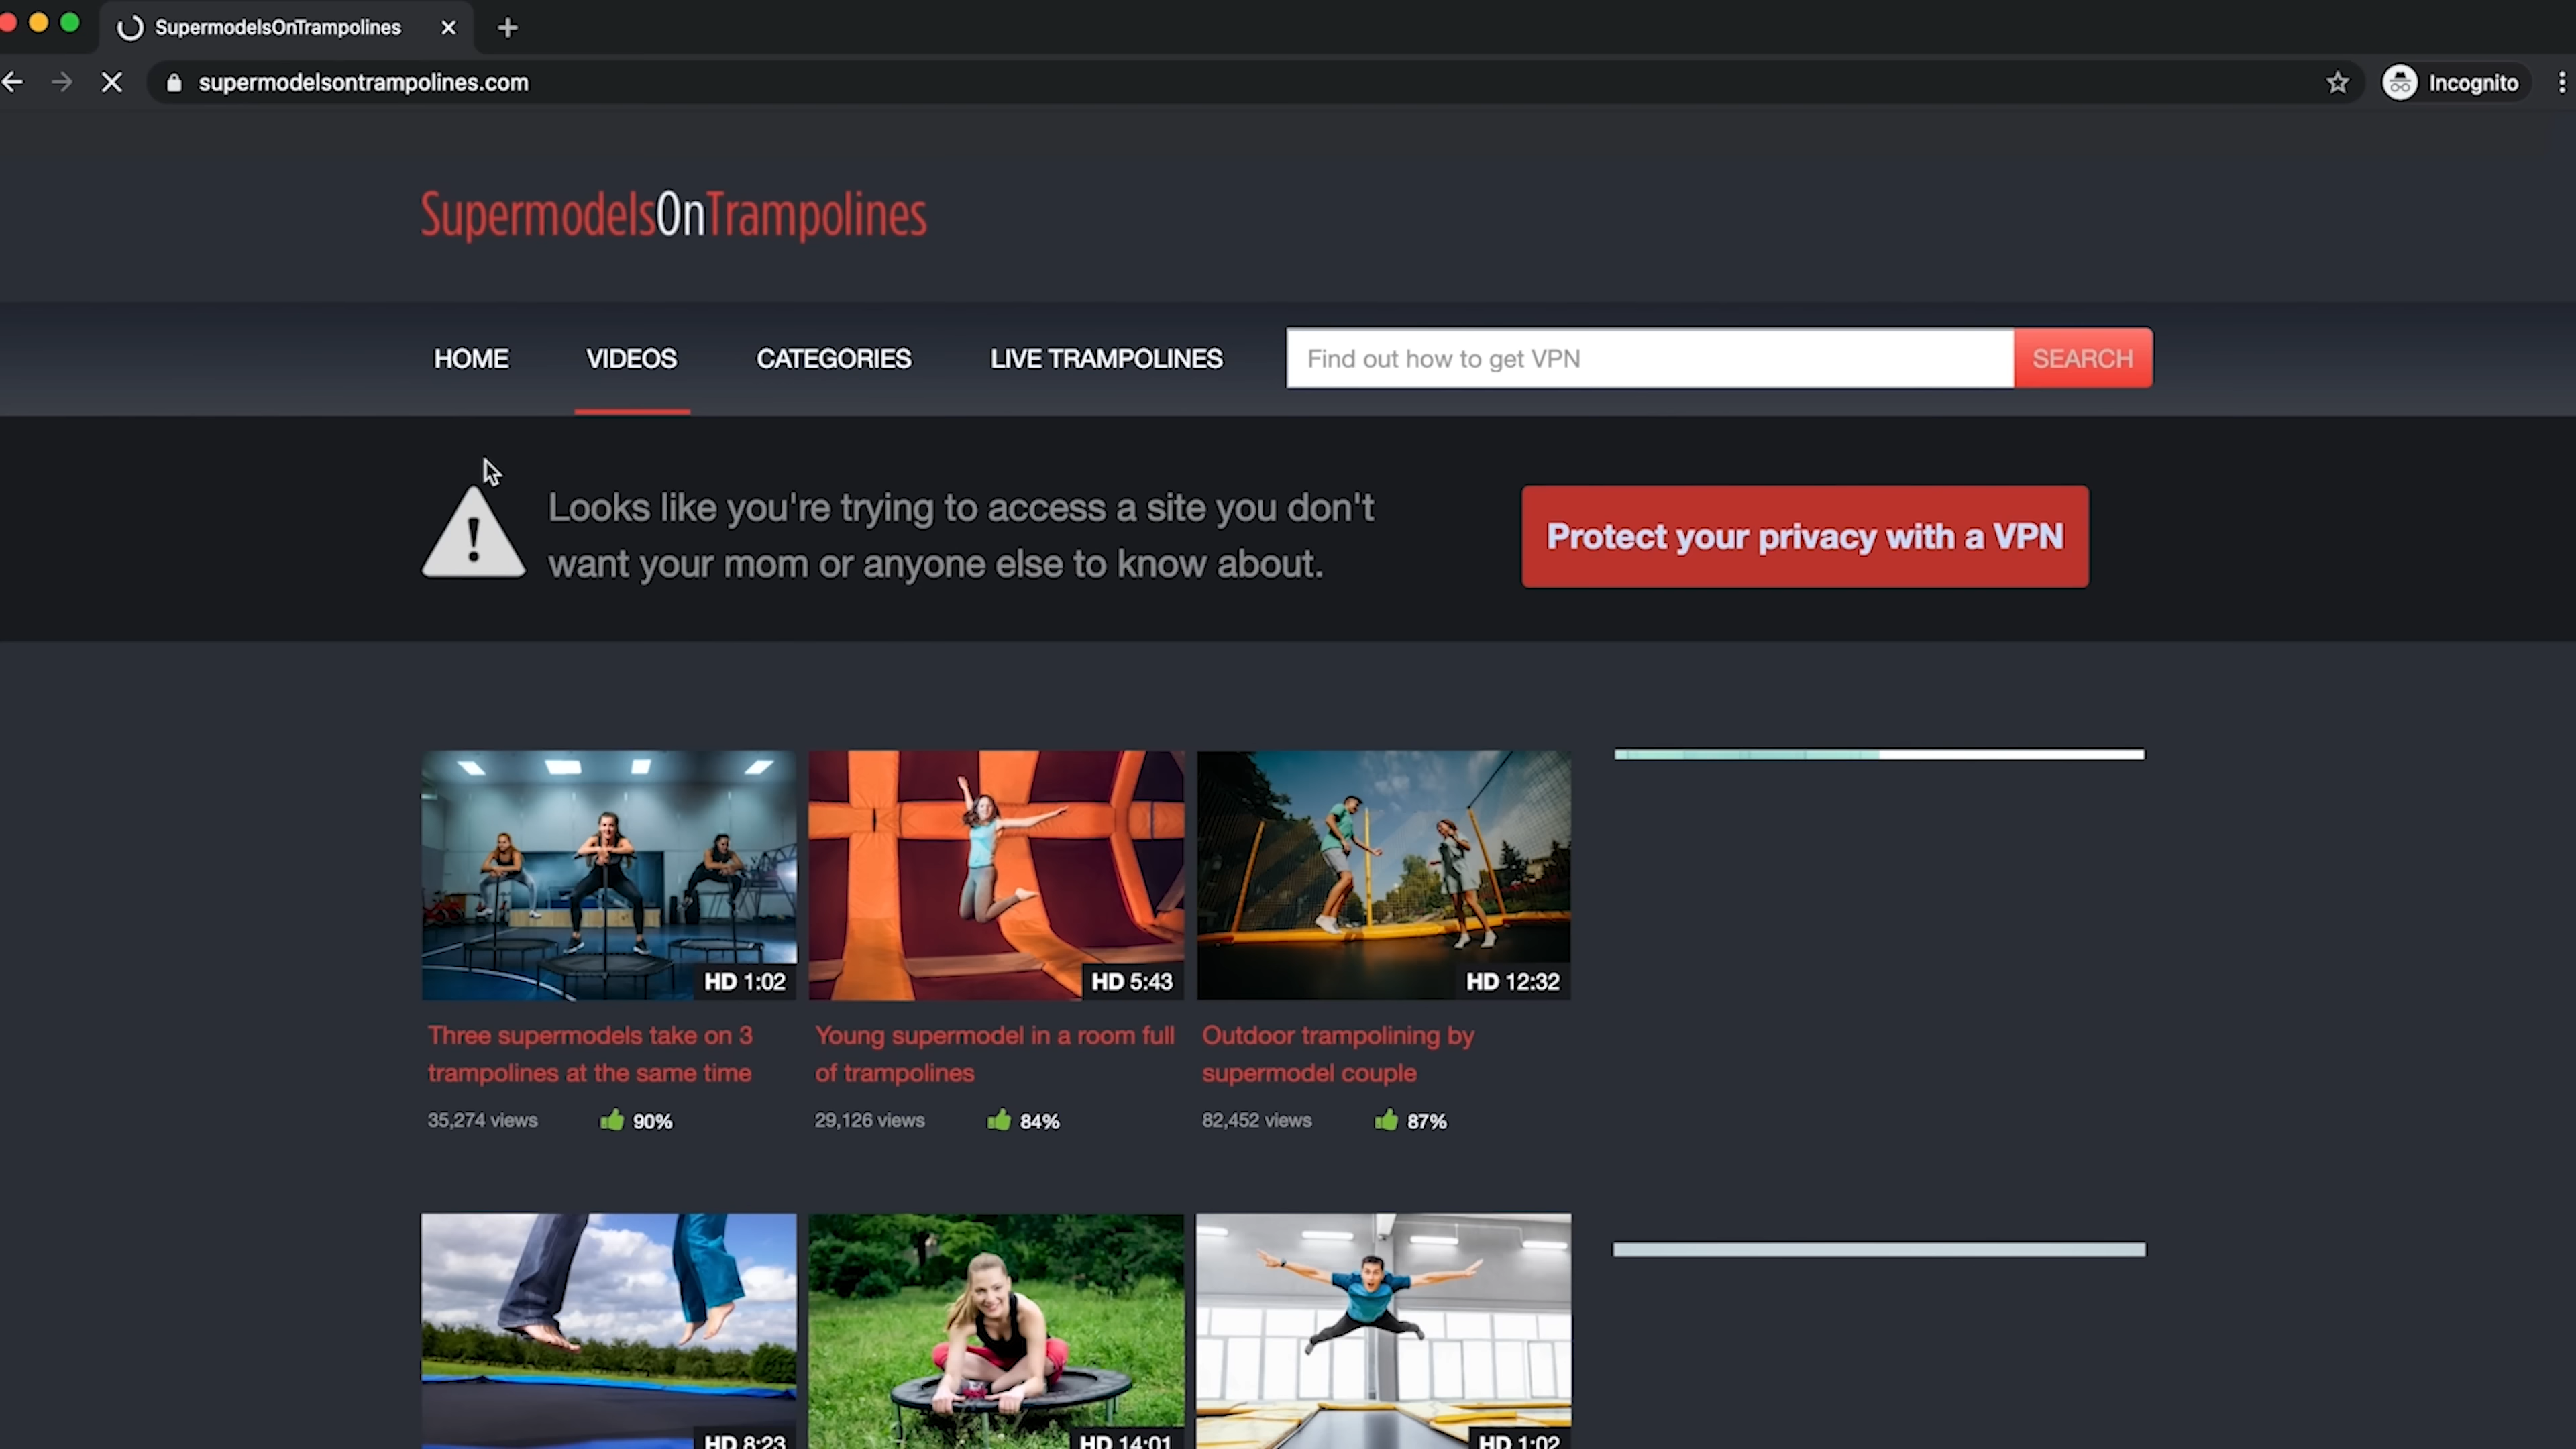 SupermodelsOnTrampolines
supermodelsontrampolines.com
Incognito
SupermodelsOnTrampolines
HOME
VIDEOS
CATEGORIES
LIVE TRAMPOLINES
Find out how to get VPN
SEARCH
!
Looks like you're trying to access a site you don't
want your mom or anyone else to know about.
Protect your privacy with a VPN
HD 1:02
HD 5:43
HD 12:32
Three supermodels take on 3
trampolines at the same time
35,274 views
90%
Young supermodel in a room full
of trampolines
29,126 views
84%
Outdoor trampolining by
supermodel couple
82,452 views
87%
HD 8:23
HD 14:01
HD 1:02